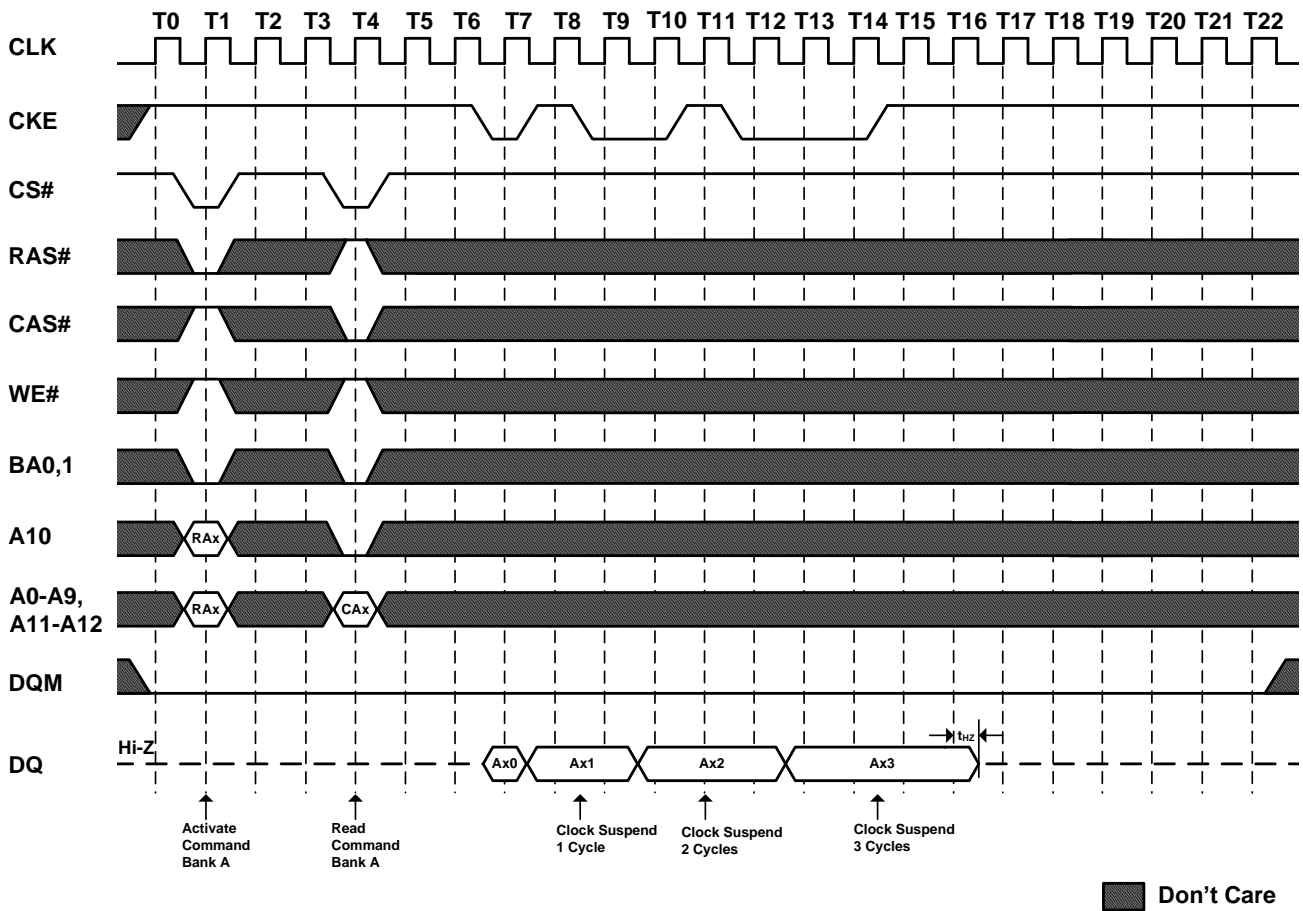 T0 T1 T2 T3 T4 T5 T6 T7 T8 T9 T10 T11 T12 T13 T14 T15 T16 T17 T18 T19 T20 T21 T22
CLK
CKE
CS#
RAS#
CAS#
WE#
BA0,1
A10
RAx
A0-A9,
A11-A12
RAx
CAx
DQM
Hi-Z
tHZ
DQ
Ax0
Ax1
Ax2
Ax3
Activate
Command
Bank A
Read
Command
Bank A
Clock Suspend
1 Cycle
Clock Suspend
2 Cycles
Clock Suspend
3 Cycles
Don't Care